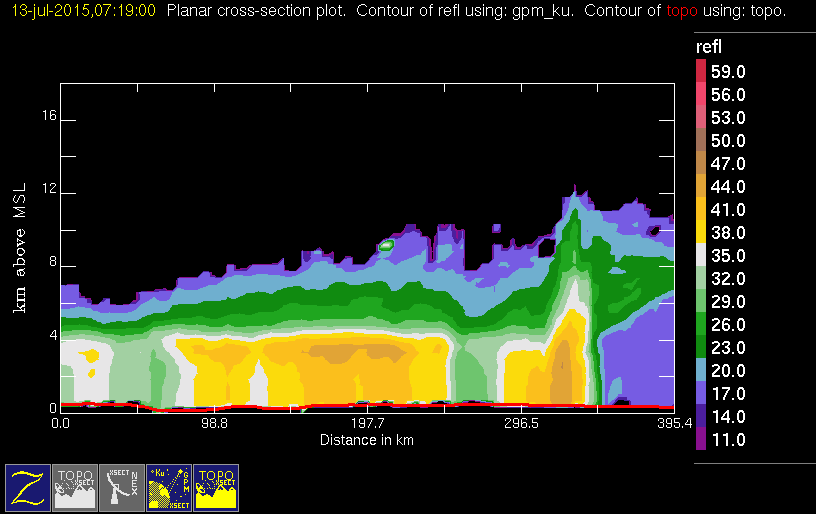 13-jul-2015,07:19:00 Planar cross-section plot. Contour of refl using: gpm_ku. Contour of topo using: topo.
refl
59.0
56.0
53.0
50.0
47.0
44.0
41.0
38.0
35.0
32.0
29.0
26.0
23.0
20.0
17.0
14.0
11.0
km above MSL
16
12
8
4
0
0.0 98.8 197.7 296.5 395.4
Distance in km
Z
TOPO
XSECT
XSECT
NEX
"Ku"
GPM
XSECT
TOPO
XSECT